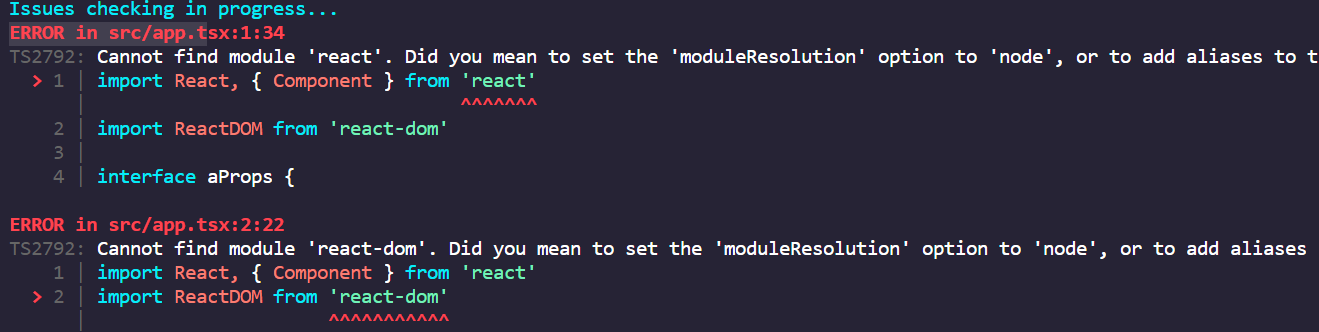 Issues checking in progress...
ERROR in src/app.tsx:1:34
TS2792: Cannot find module 'react'. Did you mean to set the 'moduleResolution' option to 'node', or to add aliases to t
> 1 | import React, { Component } from 'react'
| ^^^^^^^
2 | import ReactDOM from 'react-dom'
3 |
4 | interface aProps {
ERROR in src/app.tsx:2:22
TS2792: Cannot find module 'react-dom'. Did you mean to set the 'moduleResolution' option to 'node', or to add aliases
1 | import React, { Component } from 'react'
> 2 | import ReactDOM from 'react-dom'
| ^^^^^^^^^^^